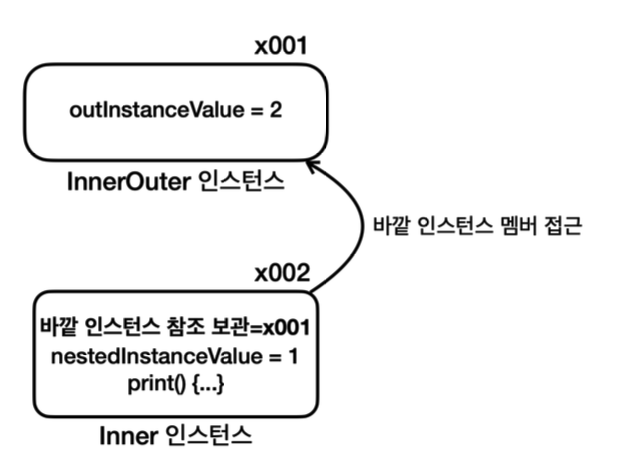 x001
outInstanceValue = 2
InnerOuter 인스턴스
바깥 인스턴스 멤버 접근
x002
바깥 인스턴스 참조 보관=x001
nestedInstanceValue = 1
print() {...}
Inner 인스턴스